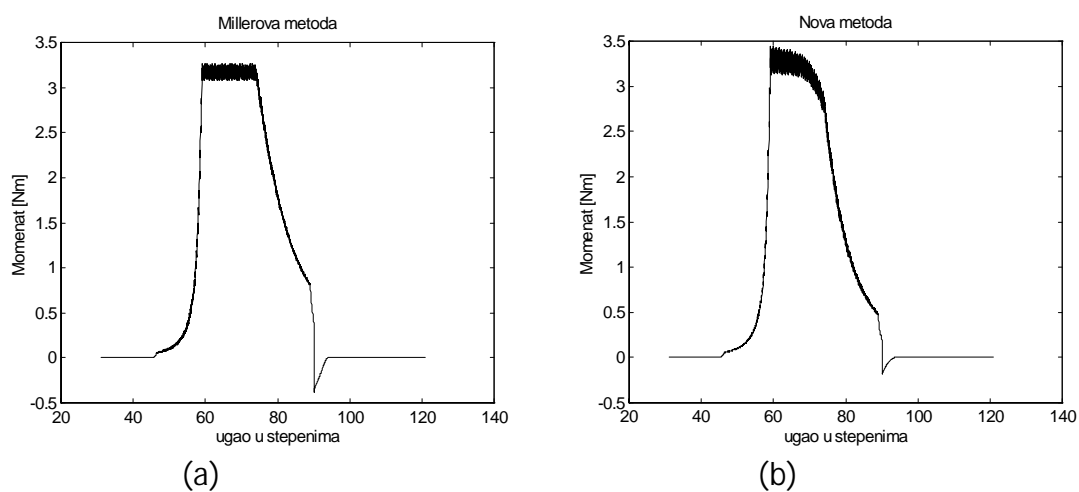 Millerova metoda
3.5
3
2.5
2
1.5
1
0.5
0
-0.5
Momenat [Nm]
20 40 60 80 100 120 140
ugao u stepenima
(a)
Nova metoda
3.5
3
2.5
2
1.5
1
0.5
0
-0.5
Momenat [Nm]
20 40 60 80 100 120 140
ugao u stepenima
(b)